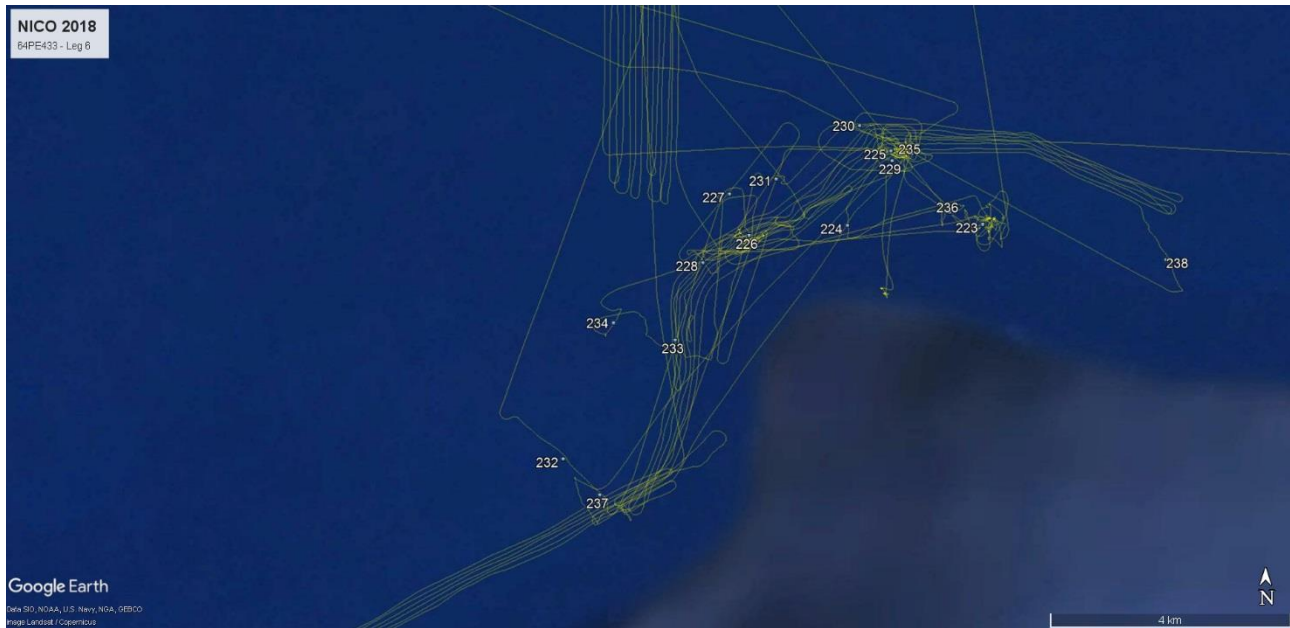 NICO 2018
64PE433 - Leg 6
230
225
235
229
231
227
236
223
224
226
228
238
234
233
232
237
Google Earth
Data SIO, NOAA, U.S. Navy, NGA, GEBCO
Image Landsat / Copernicus
N
4 km